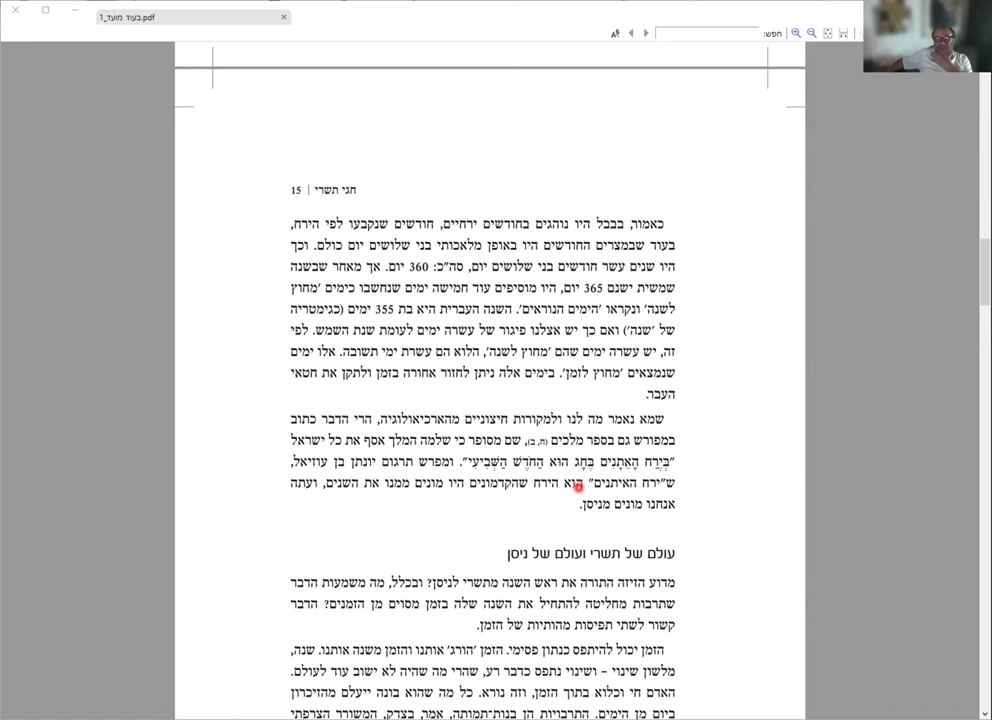 בעוד מועד_1.pdf
חפש:
חגי תשרי | 15
כאמור, בבבל היו נוהגים בחודשים ירחיים, חודשים שנקבעו לפי הירח,
בעוד שבמצרים החודשים היו באופן מלאכותי בני שלושים יום כולם. וכך
היו שנים עשר חודשים בני שלושים יום, סה"כ: 360 יום. אך מאחר שבשנה
שמשית ישנם 365 יום, היו מוסיפים עוד חמישה ימים שנחשבו כימים 'מחוץ
לשנה' ונקראו 'הימים הנוראים'. השנה העברית היא בת 355 ימים (כגימטריה
של 'שנה') ואם כך יש אצלנו פיגור של עשרה ימים לעומת שנת השמש. לפי
זה, יש עשרה ימים שהם 'מחוץ לשנה', הלוא הם עשרת ימי תשובה. אלו ימים
שנמצאים 'מחוץ לזמן'. בימים אלה ניתן לחזור אחורה בזמן ולתקן את חטאי
העבר.
שמא נאמר מה לנו ולמקורות חיצוניים מהארכיאולוגיה, הרי הדבר כתוב
במפורש גם בספר מלכים (ח, ב), שם מסופר כי שלמה המלך אסף את כל ישראל
"בְּיֶרַח הָאֵתָנִים בֶּחָג הוּא הַחֹדֶשׁ הַשְּׁבִיעִי". ומפרש תרגום יונתן בן עוזיאל,
ש"ירח האיתנים" הוא הירח שהקדמונים היו מונים ממנו את השנים, ועתה
אנחנו מונים מניסן.
עולם של תשרי ועולם של ניסן
מדוע הזיזה התורה את ראש השנה מתשרי לניסן? ובכלל, מה משמעות הדבר
שתרבות מחליטה להתחיל את השנה שלה בזמן מסוים מן הזמנים? הדבר
קשור לשתי תפיסות מהותיות של הזמן.
הזמן יכול להיתפס כנתון פסימי. הזמן 'הורג' אותנו והזמן משנה אותנו. שנה,
מלשון שינוי – ושינוי נתפס כדבר רע, שהרי מה שהיה לא ישוב עוד לעולם.
האדם חי וכלוא בתוך הזמן, וזה נורא. כל מה שהוא בונה ייעלם מהזיכרון
ביום מן הימים. התרבויות הן בנות־תמותה, אמר, בצדק, המשורר הצרפתי